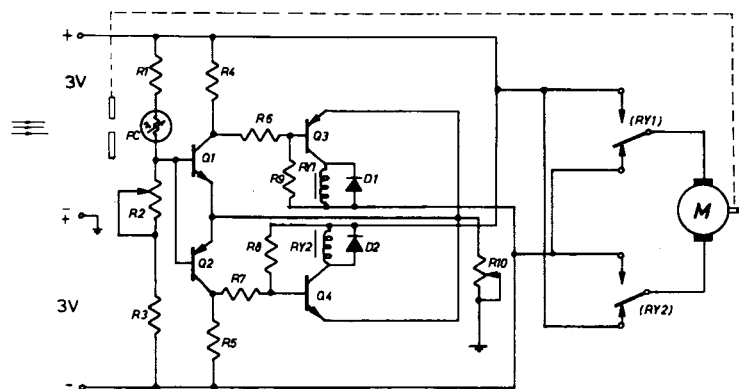 +
3V
R1
PC
R2
R3
3V
R4
Q1
Q2
R5
R6
R9
R8
R7
Q3
RY1
D1
RY2
D2
Q4
R10
(RY1)
M
(RY2)